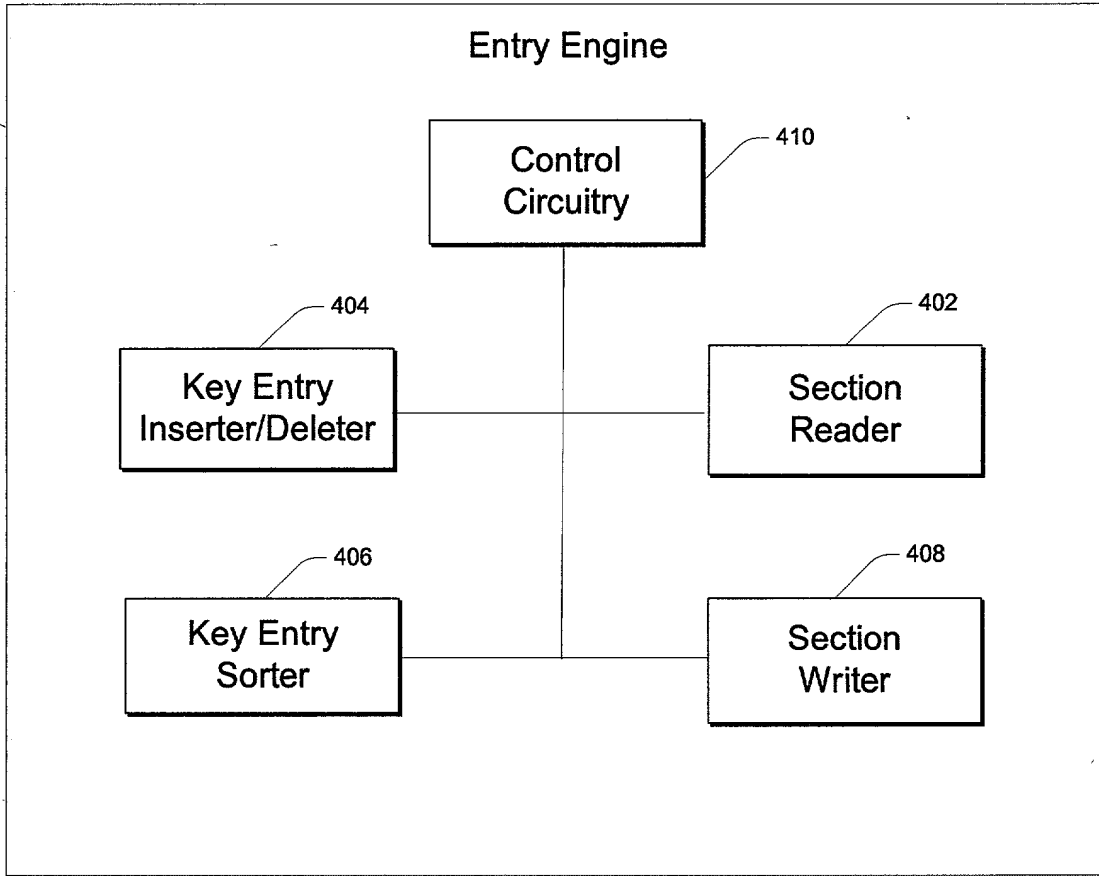 Entry Engine
Control
Circuitry
410
404
Key Entry
Inserter/Deleter
402
Section
Reader
406
Key Entry
Sorter
408
Section
Writer